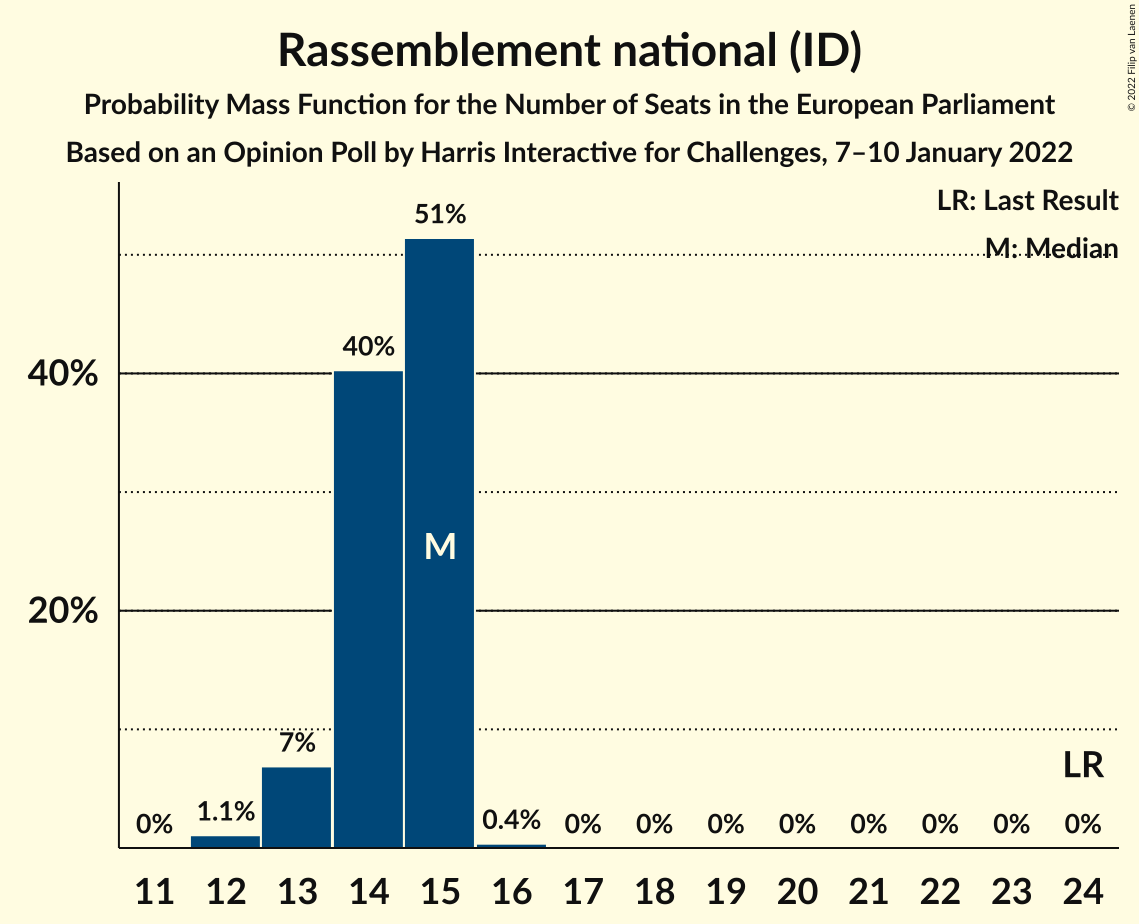 Rassemblement national (ID)
Probability Mass Function for the Number of Seats in the European Parliament
Based on an Opinion Poll by Harris Interactive for Challenges, 7–10 January 2022
© 2022 Filip van Laenen
LR: Last Result
M: Median
51%
40%
40%
M
20%
7%
LR
0% 1.1% 0.4% 0% 0% 0% 0% 0% 0% 0% 0%
11 12 13 14 15 16 17 18 19 20 21 22 23 24